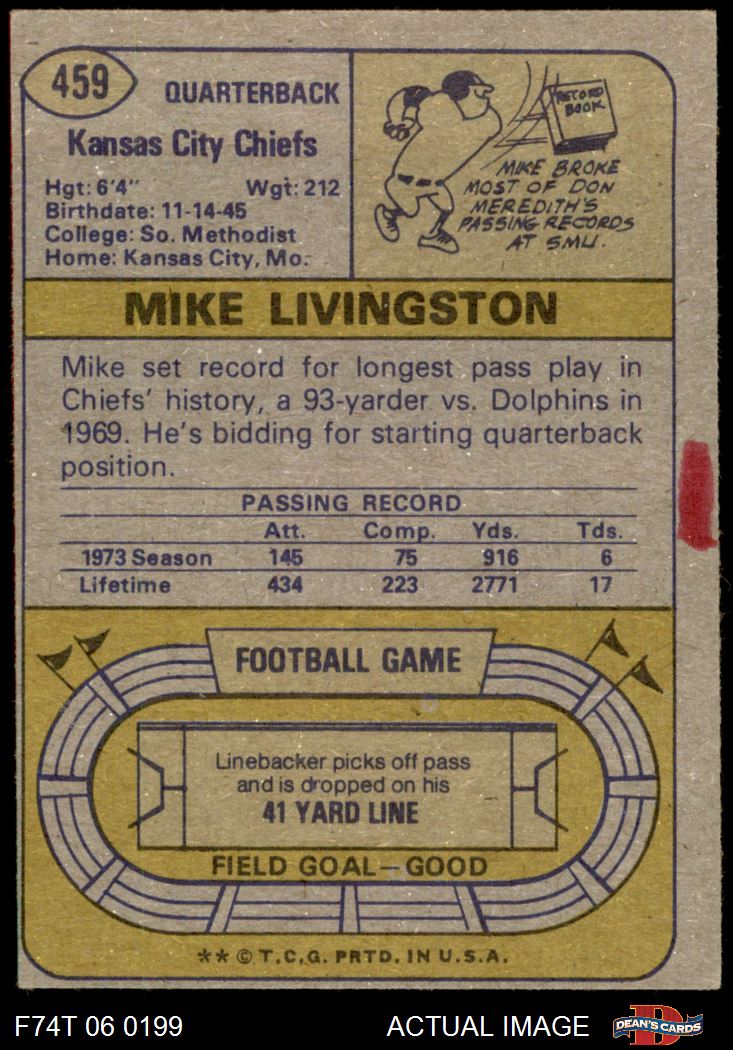 459
QUARTERBACK
Kansas City Chiefs
Hgt: 6'4" Wgt: 212
Birthdate: 11-14-45
College: So. Methodist
Home: Kansas City, Mo.
RECORD
BOOK
MIKE BROKE
MOST OF DON
MEREDITH'S
PASSING RECORDS
AT SMU.
MIKE LIVINGSTON
Mike set record for longest pass play in
Chiefs' history, a 93-yarder vs. Dolphins in
1969. He's bidding for starting quarterback
position.
PASSING RECORD
Att. Comp. Yds. Tds.
1973 Season 145 75 916 6
Lifetime 434 223 2771 17
FOOTBALL GAME
Linebacker picks off pass
and is dropped on his
41 YARD LINE
FIELD GOAL—GOOD
** © T.C.G. PRTD. IN U.S.A.
F74T 06 0199 ACTUAL IMAGE
DEAN'S CARDS